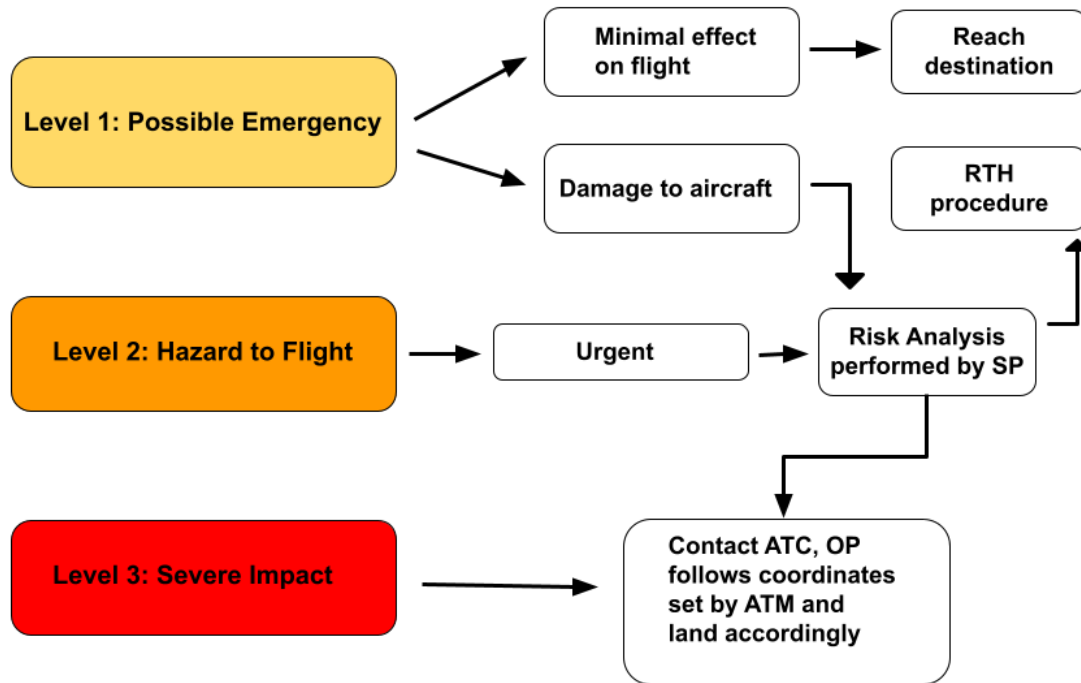 Minimal effect
on flight
Reach
destination
Level 1: Possible Emergency
Damage to aircraft
RTH
procedure
Level 2: Hazard to Flight
Urgent
Risk Analysis
performed by SP
Level 3: Severe Impact
Contact ATC, OP
follows coordinates
set by ATM and
land accordingly